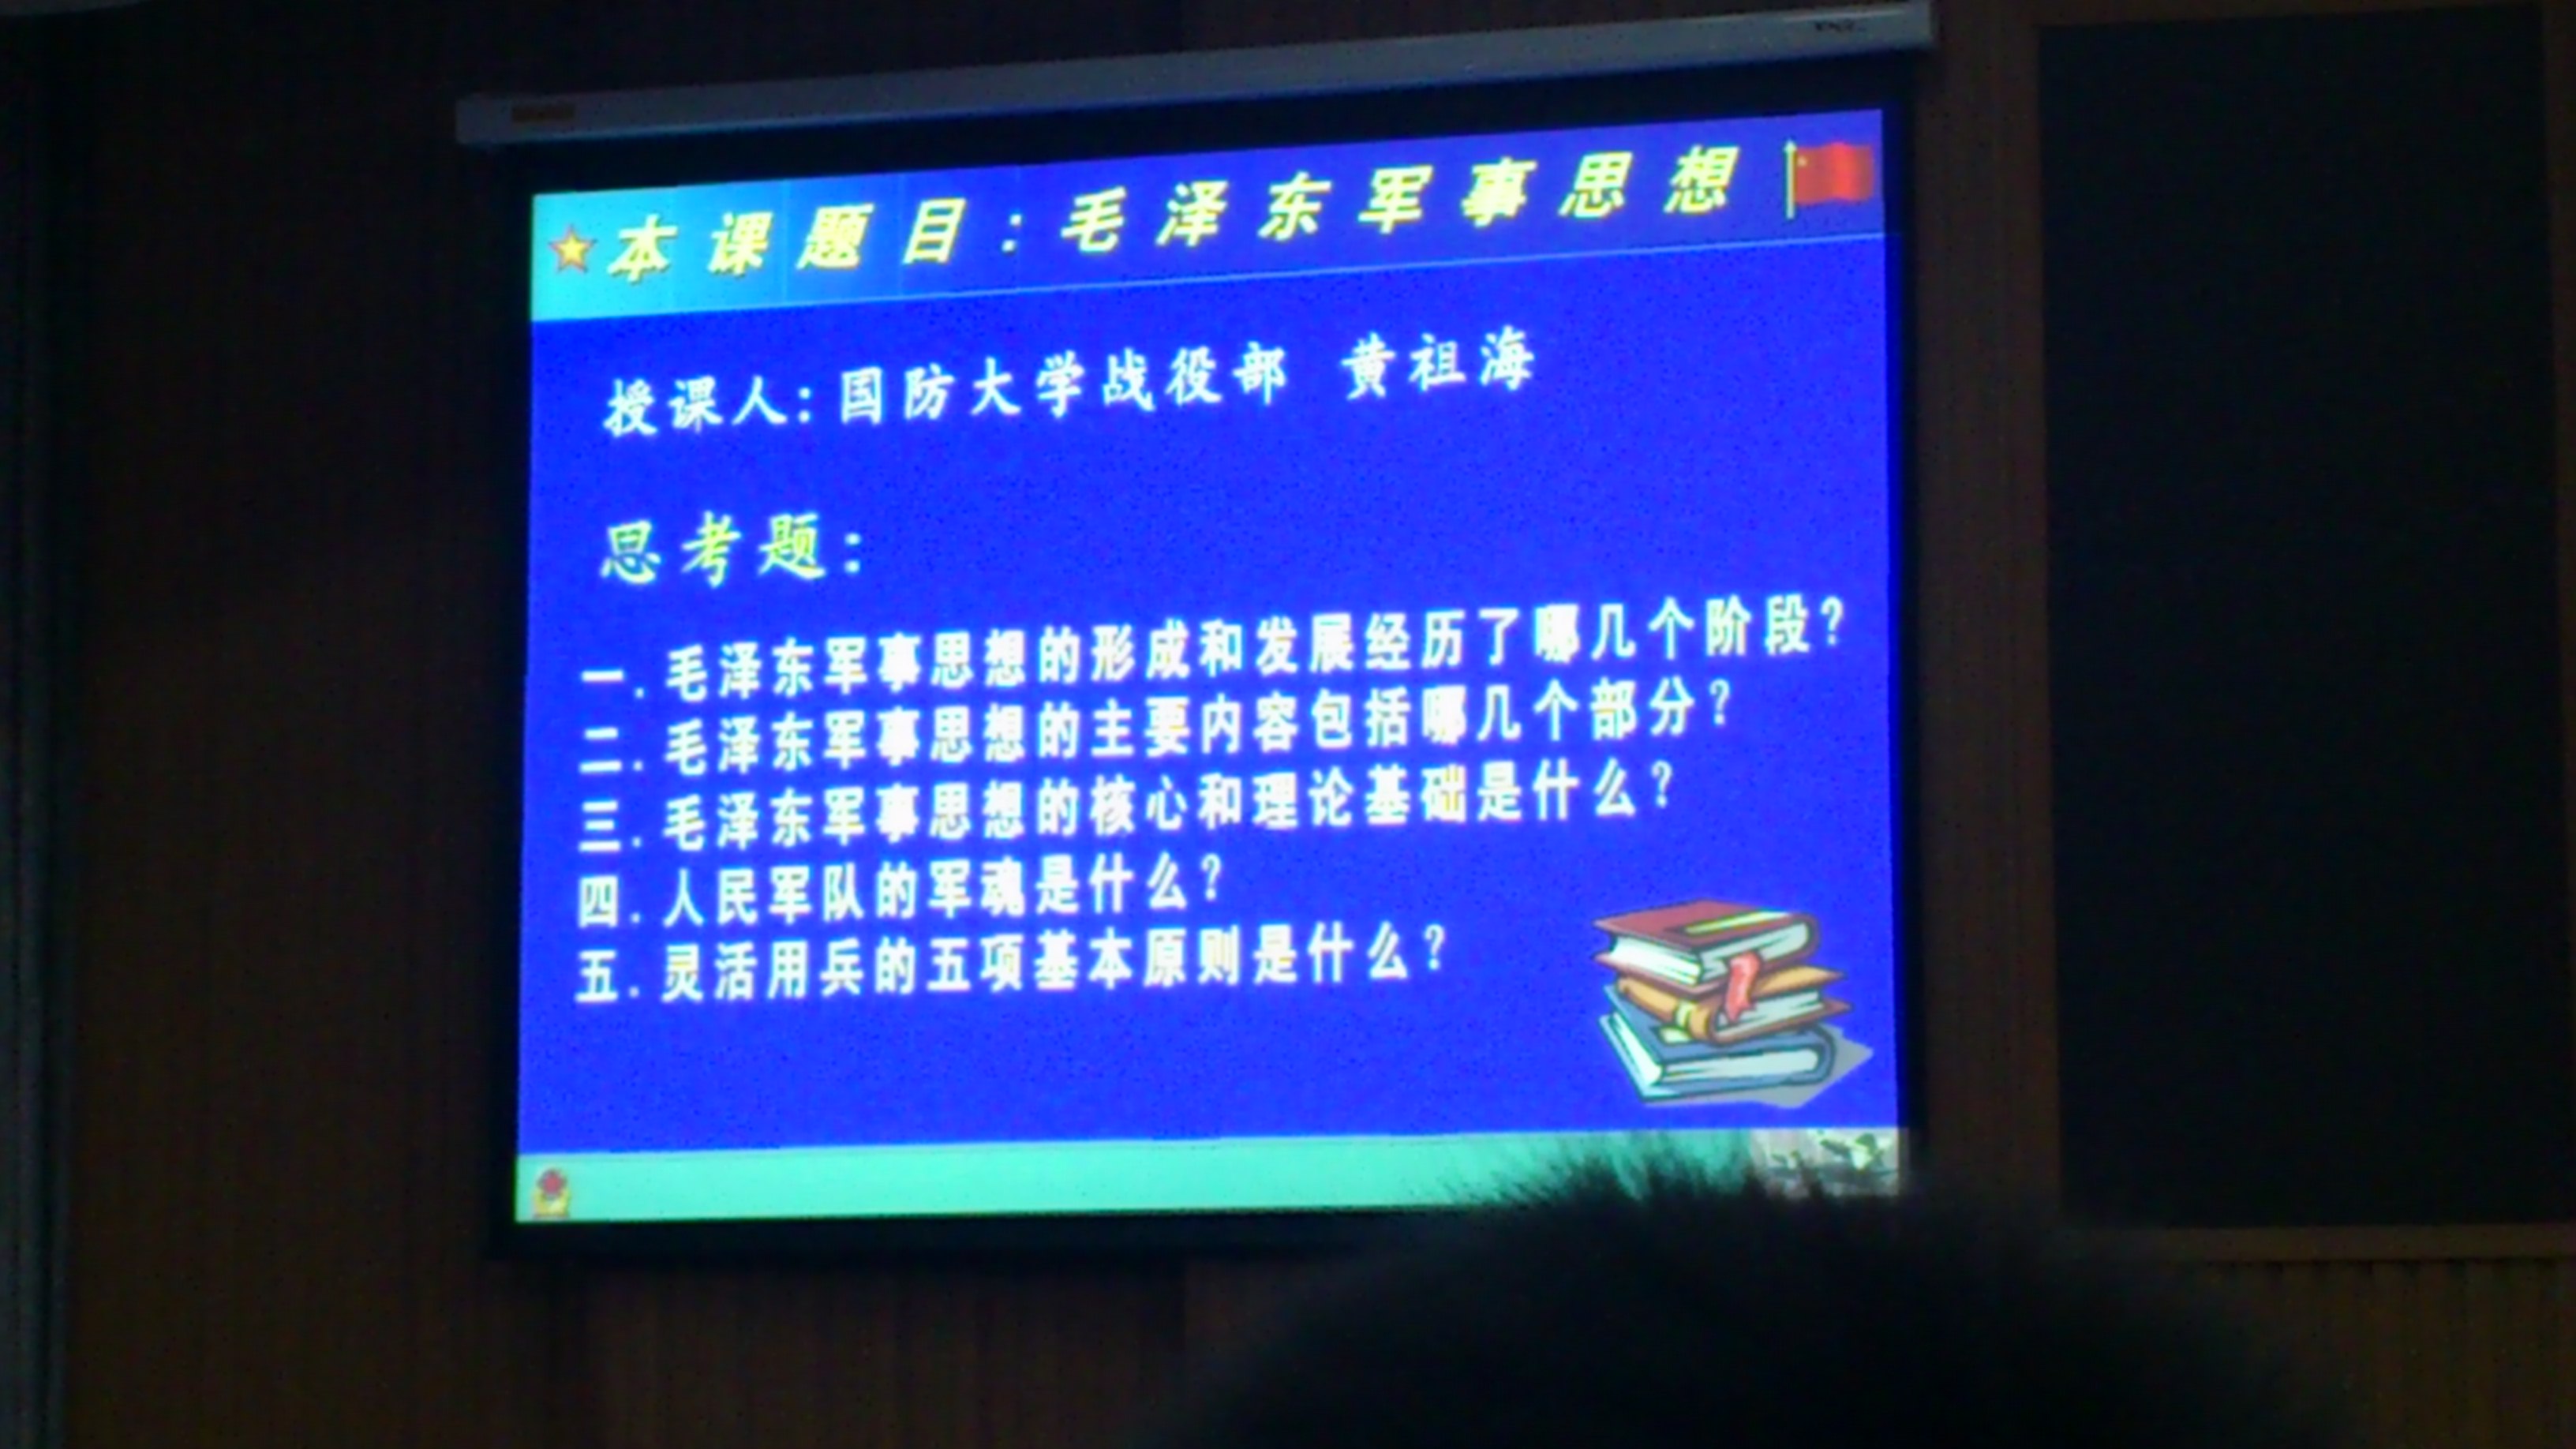 本课题目:毛泽东军事思想
授课人:国防大学战役部 黄祖海
思考题:
一.毛泽东军事思想的形成和发展经历了哪几个阶段?
二.毛泽东军事思想的主要内容包括哪几个部分?
三.毛泽东军事思想的核心和理论基础是什么?
四.人民军队的军魂是什么?
五.灵活用兵的五项基本原则是什么?